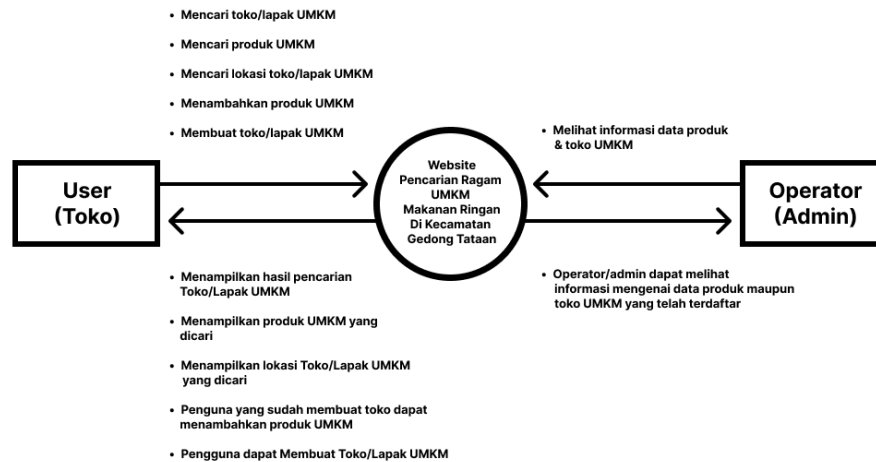 • Mencari toko/lapak UMKM
• Mencari produk UMKM
• Mencari lokasi toko/lapak UMKM
• Menambahkan produk UMKM
• Membuat toko/lapak UMKM
User
(Toko)
Website
Pencarian Ragam
UMKM
Makanan Ringan
Di Kecamatan
Gedong Tataan
• Melihat informasi data produk
& toko UMKM
Operator
(Admin)
• Menampilkan hasil pencarian
Toko/Lapak UMKM
• Menampilkan produk UMKM yang
dicari
• Menampilkan lokasi Toko/Lapak UMKM
yang dicari
• Penguna yang sudah membuat toko dapat
menambahkan produk UMKM
• Pengguna dapat Membuat Toko/Lapak UMKM
• Operator/admin dapat melihat
informasi mengenai data produk maupun
toko UMKM yang telah terdaftar